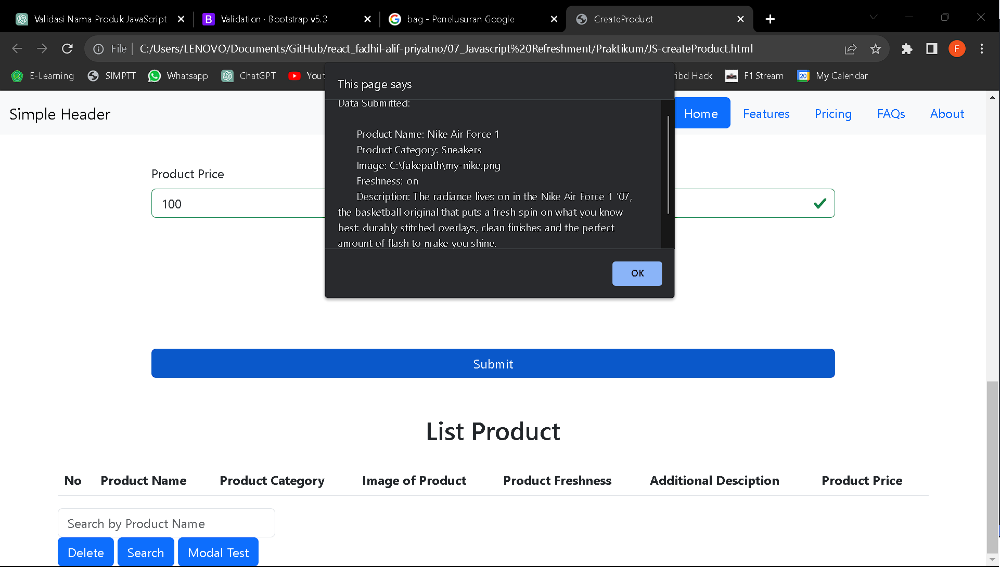 Validasi Nama Produk JavaScript
Validation · Bootstrap v5.3
bag - Penelusuran Google
CreateProduct
File
C:/Users/LENOVO/Documents/GitHub/react_fadhil-alif-priyatno/07_Javascript%20Refreshment/Praktikum/JS-createProduct.html
F
E-Learning
SIMPTT
Whatsapp
ChatGPT
Yout
ribd Hack
F1 Stream
20
My Calendar
This page says
Data Submitted:
Product Name: Nike Air Force 1
Product Category: Sneakers
Image: C:\fakepath\my-nike.png
Freshness: on
Description: The radiance lives on in the Nike Air Force 1 '07,
the basketball original that puts a fresh spin on what you know
best: durably stitched overlays, clean finishes and the perfect
amount of flash to make you shine.
OK
Simple Header
Home
Features
Pricing
FAQs
About
Product Price
100
Submit
List Product
No
Product Name
Product Category
Image of Product
Product Freshness
Additional Desciption
Product Price
Search by Product Name
Delete
Search
Modal Test